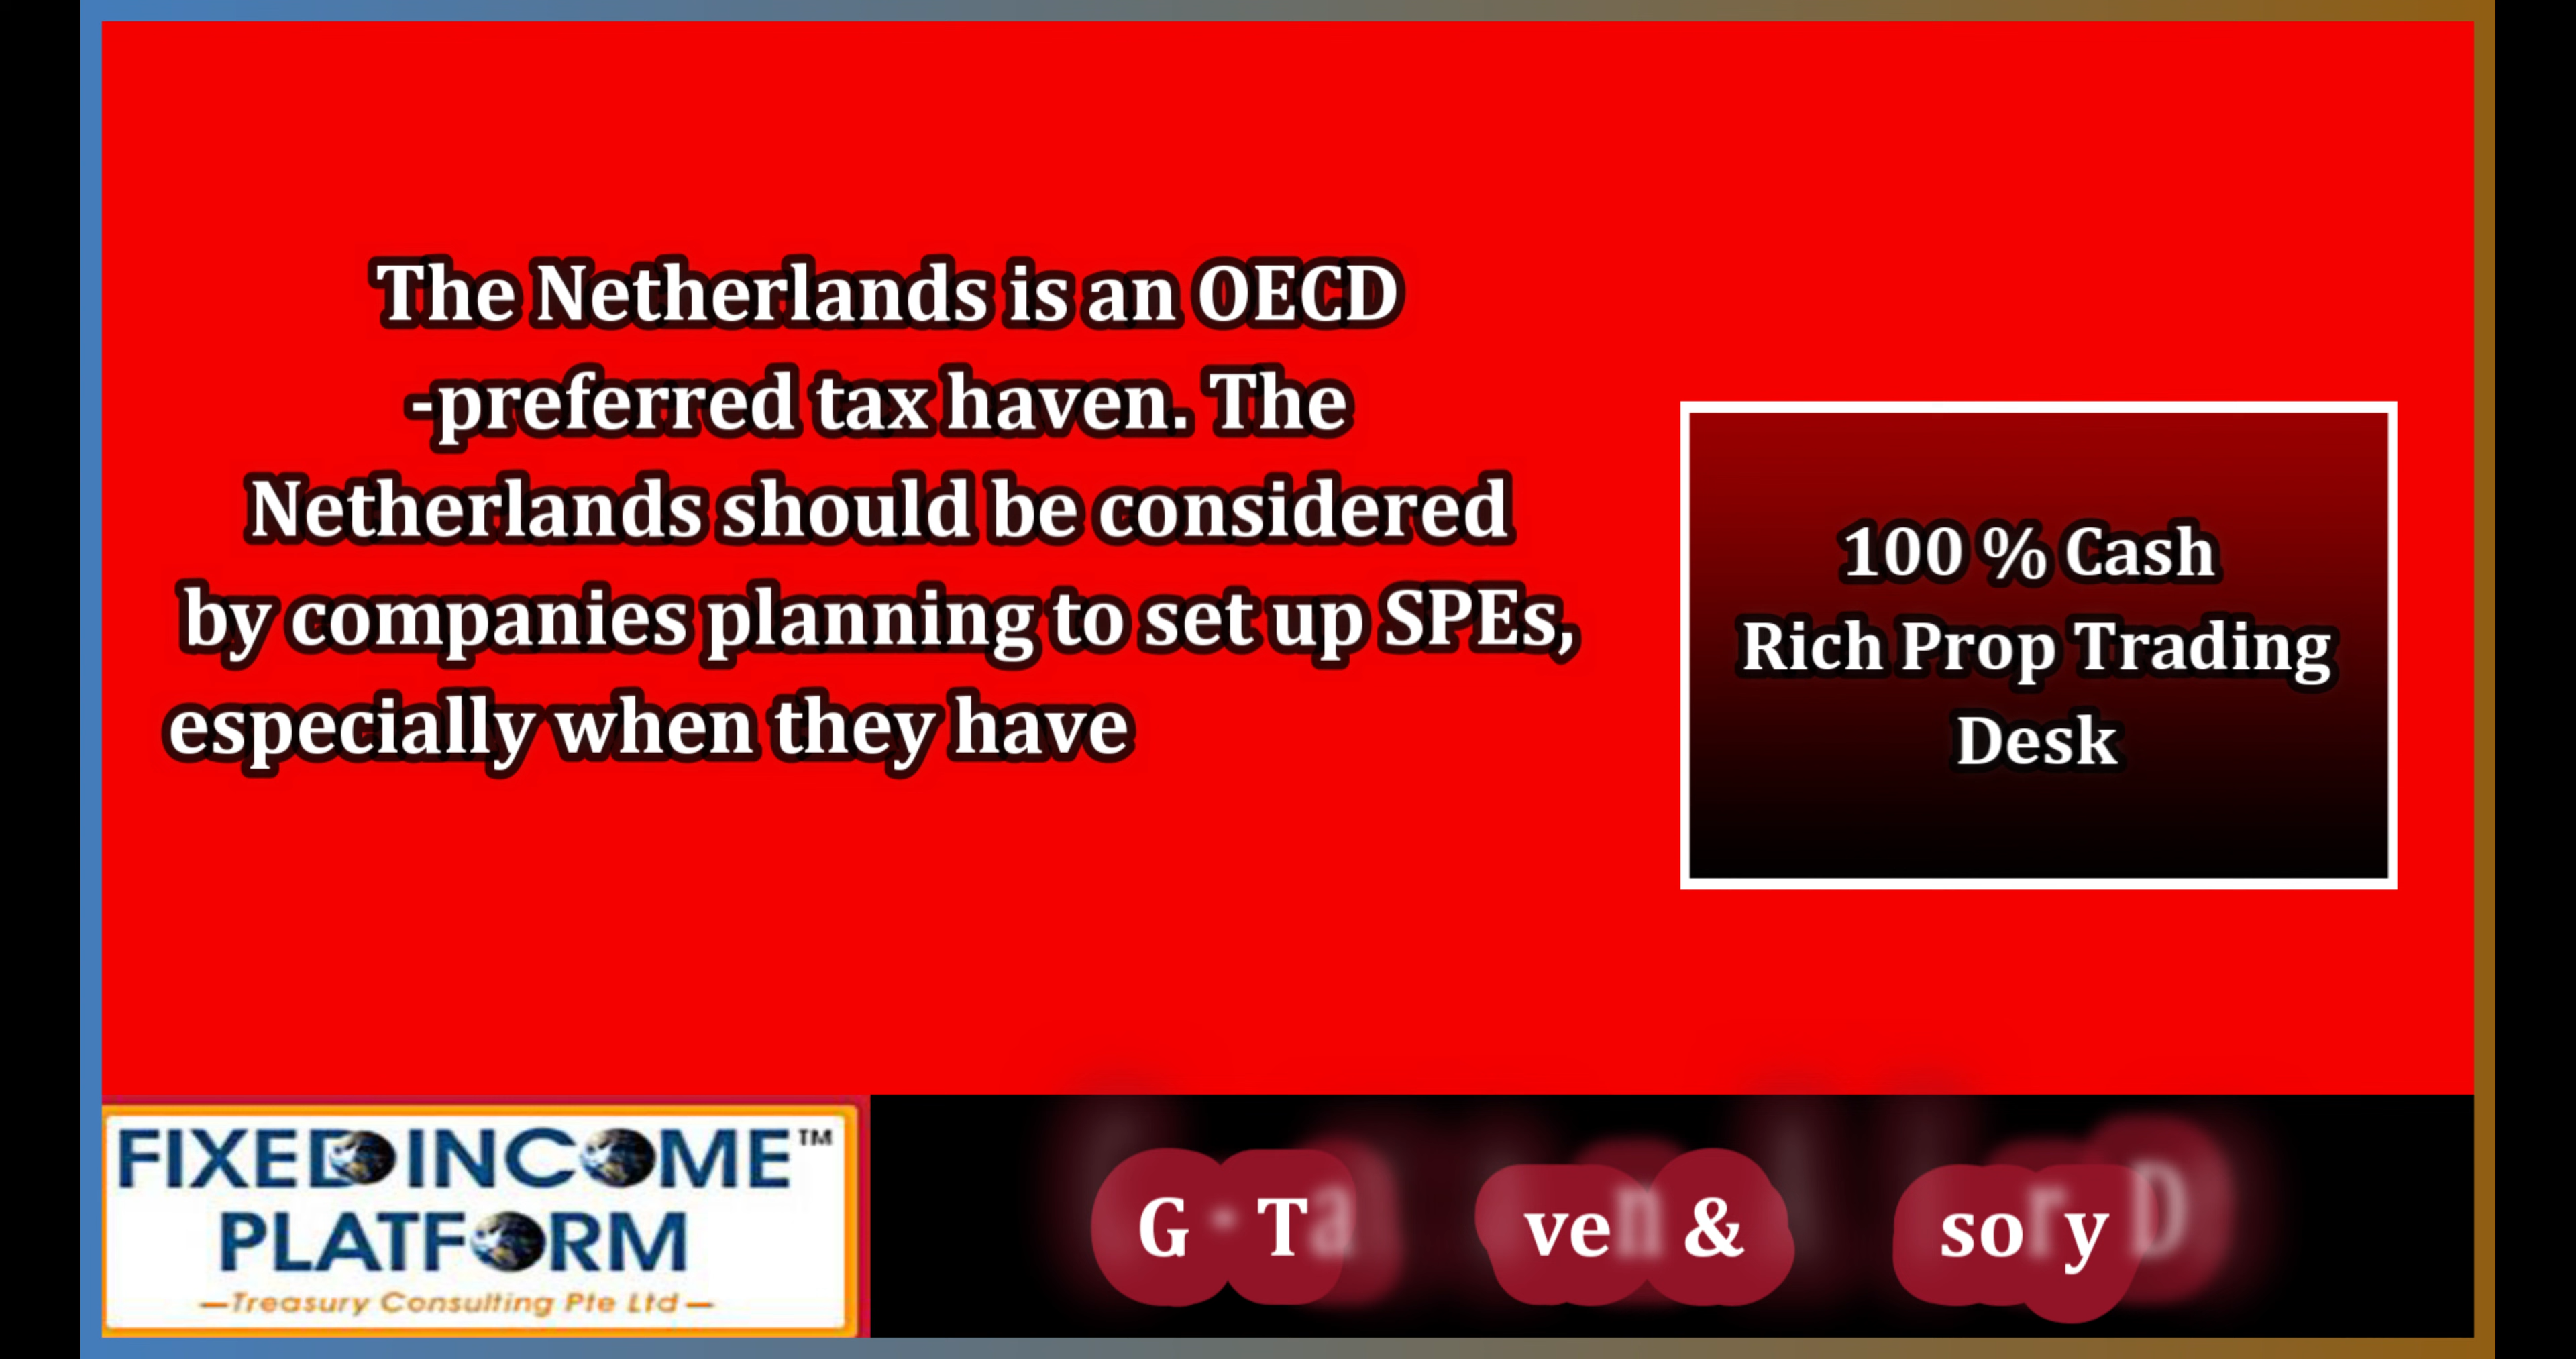 The Netherlands is an OECD
-preferred tax haven. The
Netherlands should be considered
by companies planning to set up SPEs,
especially when they have
100 % Cash
Rich Prop Trading
Desk
FIXED INCOME™
PLATFORM
—Treasury Consulting Pte Ltd—
G - T &